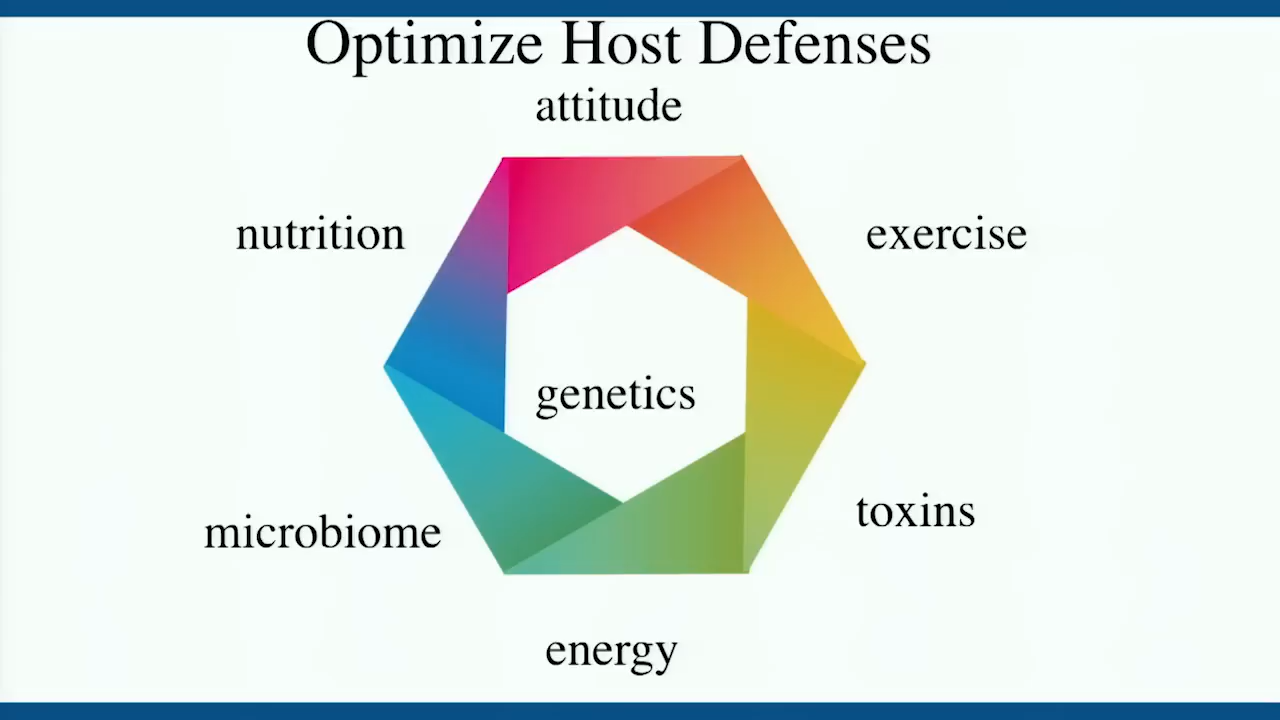 Optimize Host Defenses
attitude
nutrition
exercise
genetics
microbiome
toxins
energy